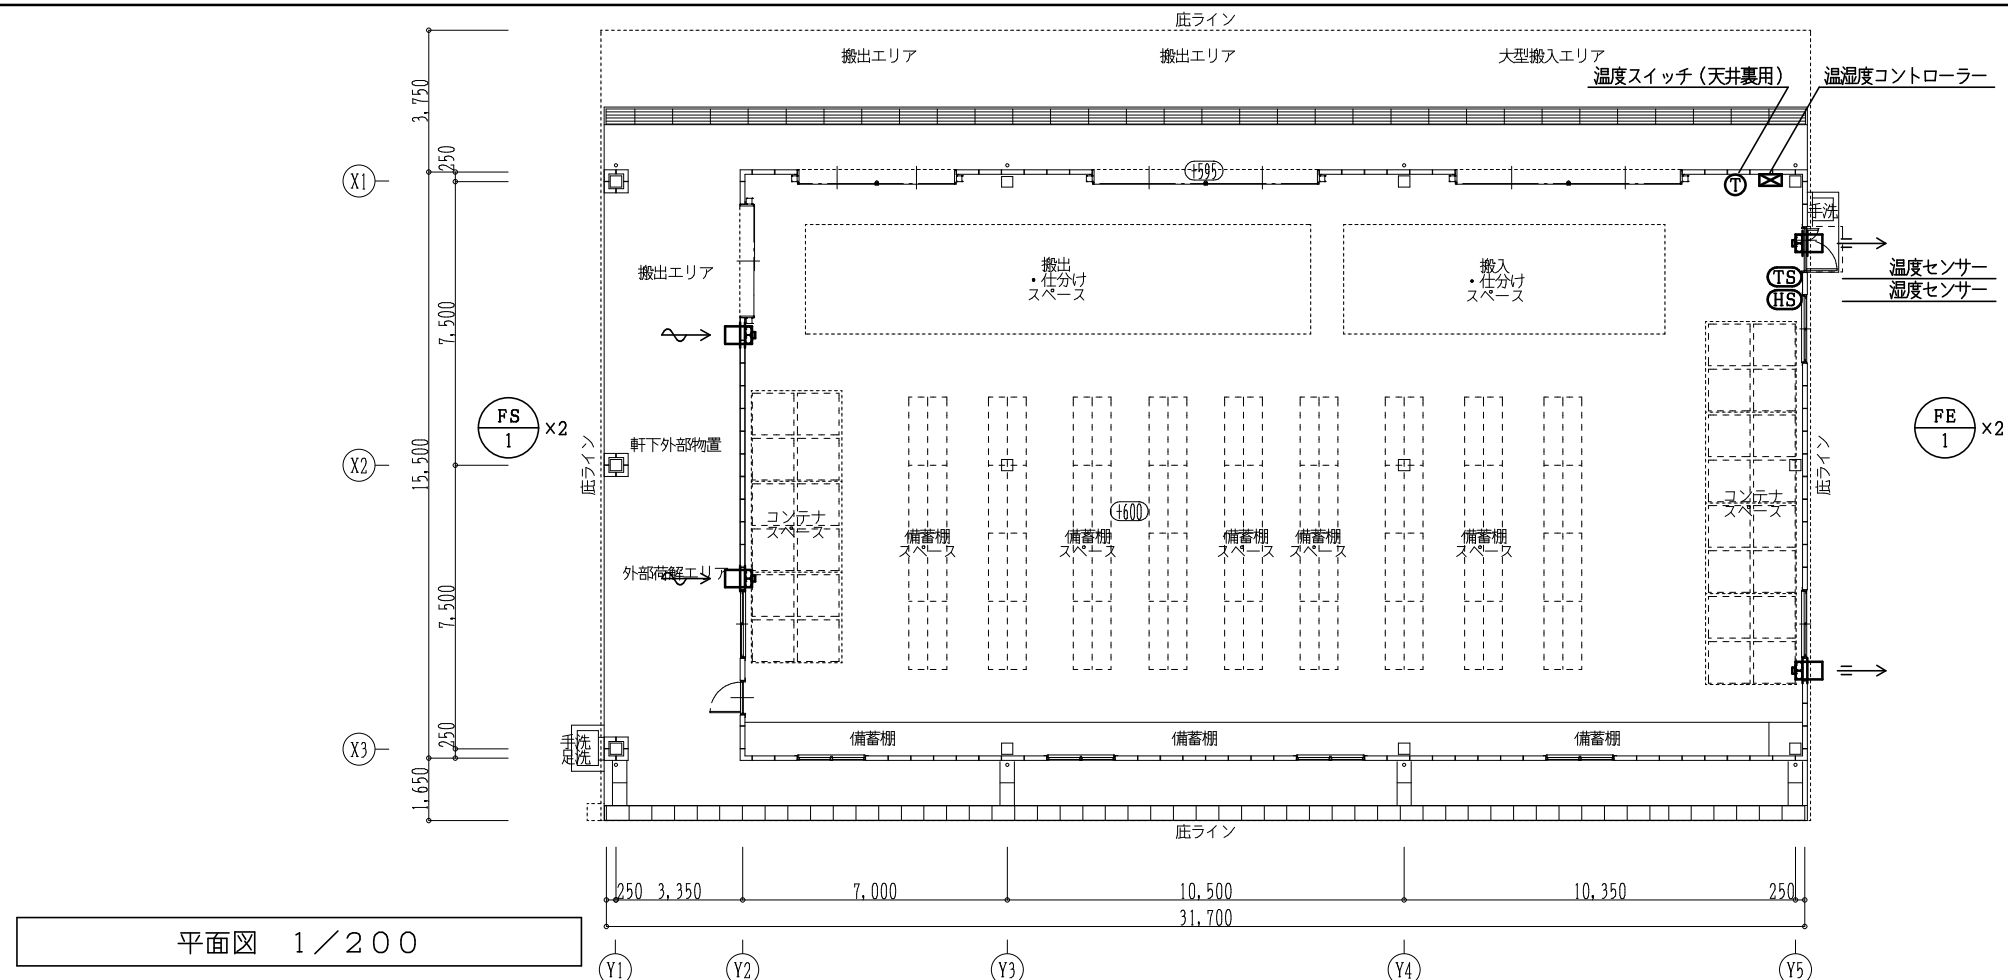 庇ライン
搬出エリア
搬出エリア
大型搬入エリア
温度スイッチ（天井裏用）
温湿度コントローラー
3,750
250
X1
+595
T
手洗
搬出エリア
搬出
・仕分け
スペース
搬入
・仕分け
スペース
TS
温度センサー
HS
湿度センサー
7,500
FS
1
×2
FE
1
×2
軒下外部物置
庇ライン
庇ライン
X2
15,500
コンテナ
スペース
+600
コンテナ
スペース
備蓄棚
スペース
備蓄棚
スペース
備蓄棚
スペース
備蓄棚
スペース
備蓄棚
スペース
外部荷解エリア
7,500
250
X3
手洗
足洗
備蓄棚
備蓄棚
備蓄棚
1,650
庇ライン
250
3,350
7,000
10,500
10,350
250
31,700
平面図　1／200
Y1
Y2
Y3
Y4
Y5